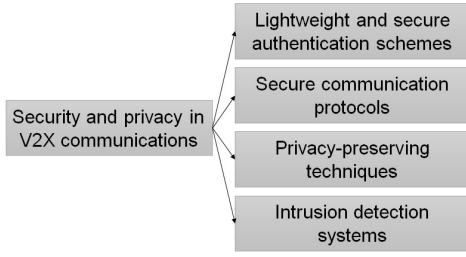 Security and privacy in
V2X communications
Lightweight and secure
authentication schemes
Secure communication
protocols
Privacy-preserving
techniques
Intrusion detection
systems